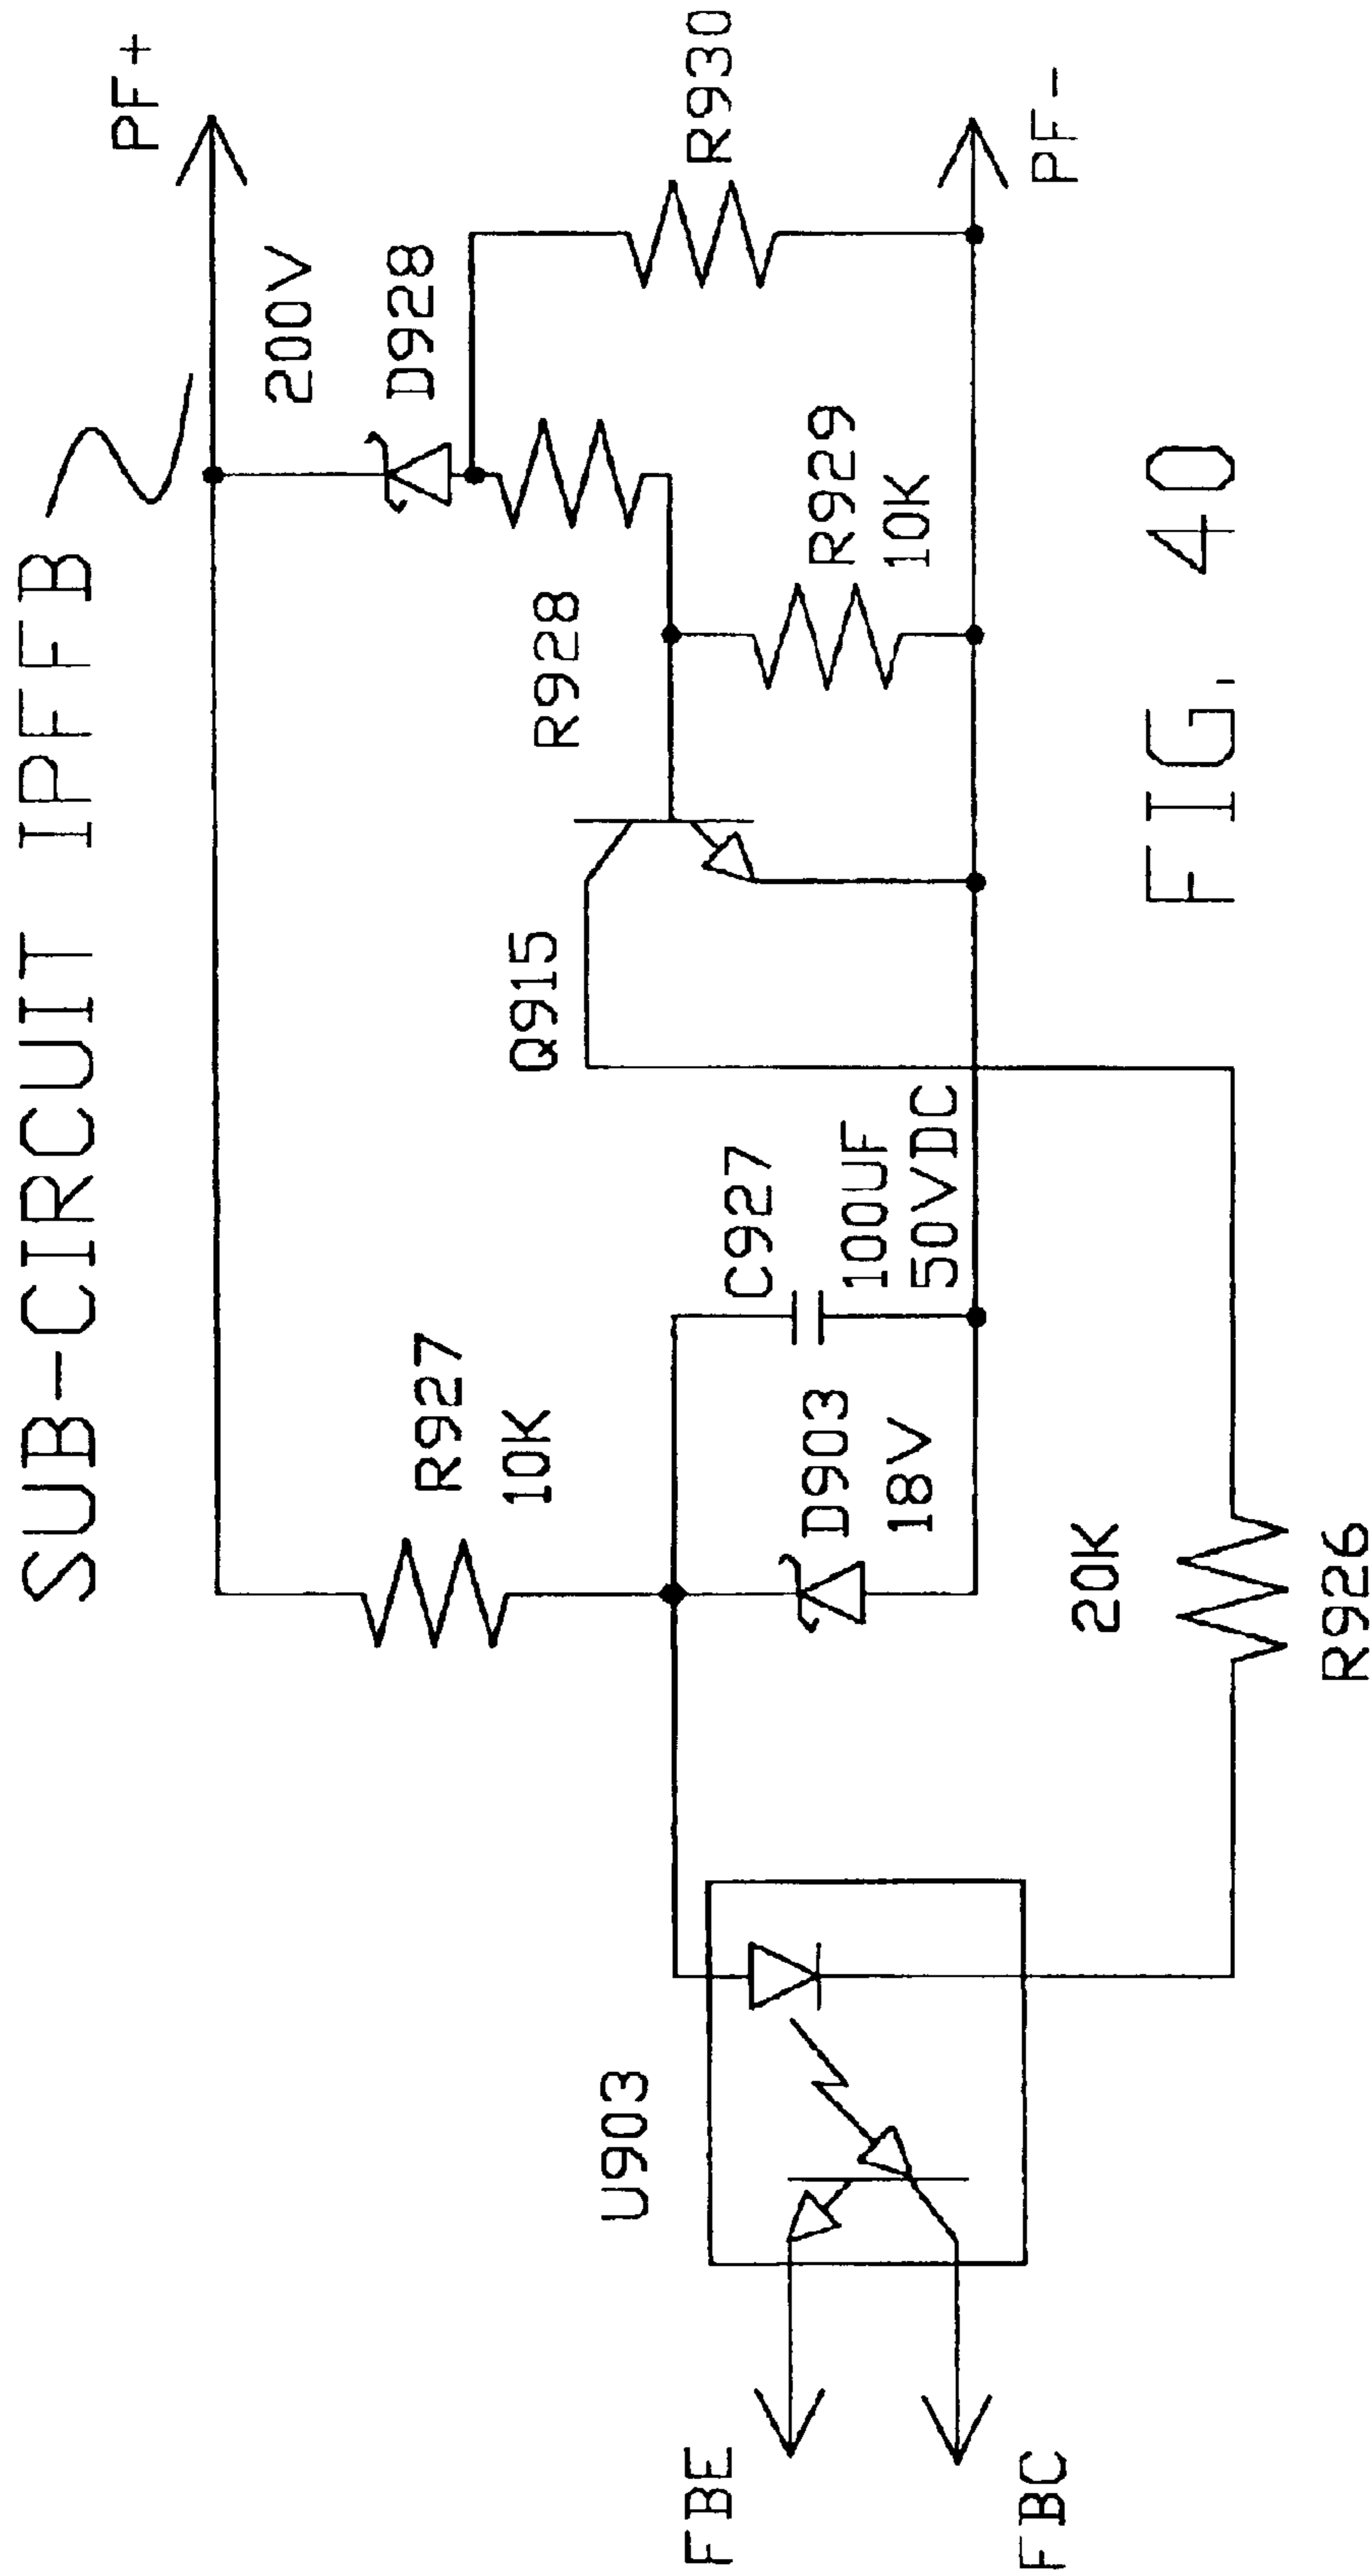 SUB-CIRCUIT IPFFB
PF+
200V
D928
R930
PF-
R927
10K
Q915
R928
R929
10K
C927
100UF
50VDC
D903
18V
U903
20K
R926
FBE
FBC
FIG. 40